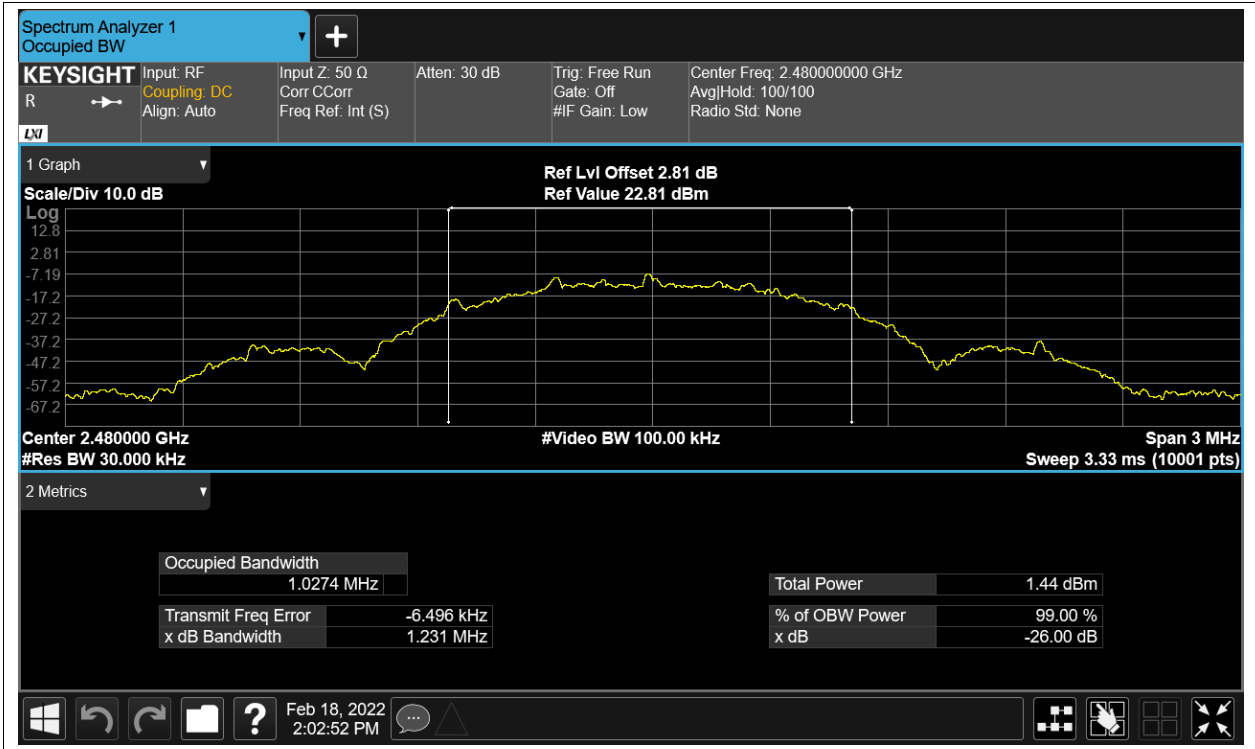 Spectrum Analyzer 1
Occupied BW
KEYSIGHT
R
LXI
Input: RF
Coupling: DC
Align: Auto
Input Z: 50 Ω
Corr CCorr
Freq Ref: Int (S)
Atten: 30 dB
Trig: Free Run
Gate: Off
#IF Gain: Low
Center Freq: 2.480000000 GHz
Avg|Hold: 100/100
Radio Std: None
1 Graph
Scale/Div 10.0 dB
Ref Lvl Offset 2.81 dB
Ref Value 22.81 dBm
Log
12.8
2.81
-7.19
-17.2
-27.2
-37.2
-47.2
-57.2
-67.2
Center 2.480000 GHz
#Video BW 100.00 kHz
Span 3 MHz
#Res BW 30.000 kHz
Sweep 3.33 ms (10001 pts)
2 Metrics
Occupied Bandwidth
1.0274 MHz
Transmit Freq Error -6.496 kHz
x dB Bandwidth 1.231 MHz
Total Power 1.44 dBm
% of OBW Power 99.00 %
x dB -26.00 dB
?
Feb 18, 2022
2:02:52 PM